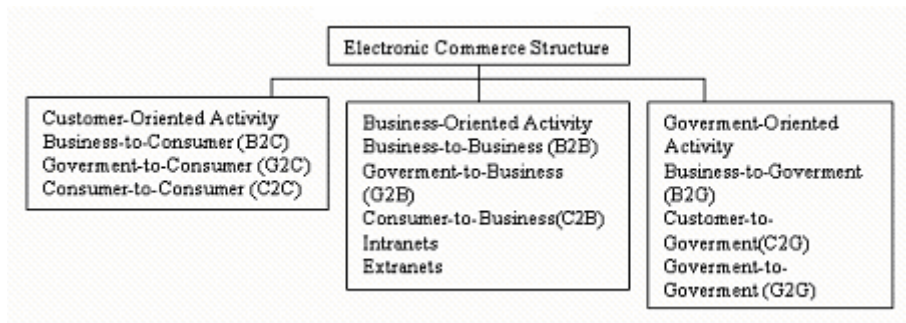 Electronic Commerce Structure
Customer-Oriented Activity
Business-to-Consumer (B2C)
Goverment-to-Consumer (G2C)
Consumer-to-Consumer (C2C)
Business-Oriented Activity
Business-to-Business (B2B)
Goverment-to-Business
(G2B)
Consumer-to-Business(C2B)
Intranets
Extranets
Goverment-Oriented
Activity
Business-to-Goverment
(B2G)
Customer-to-
Goverment(C2G)
Goverment-to-
Goverment (G2G)